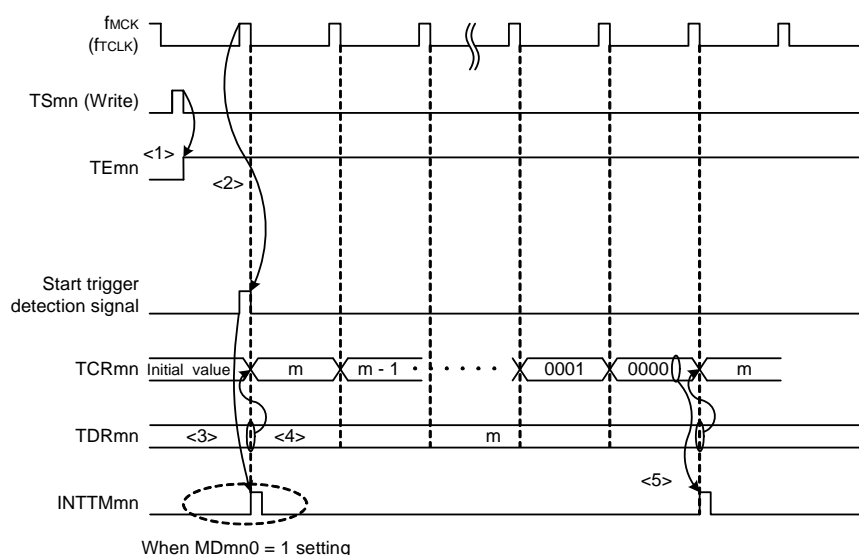 fMCK
(fTCLK)
TSmn (Write)
<1>
TEmn
<2>
Start trigger
detection signal
TCRmn Initial value m m - 1 · · · · · · 0001 0000 m
TDRmn <3> <4> m
<5>
INTTMmn
When MDmn0 = 1 setting